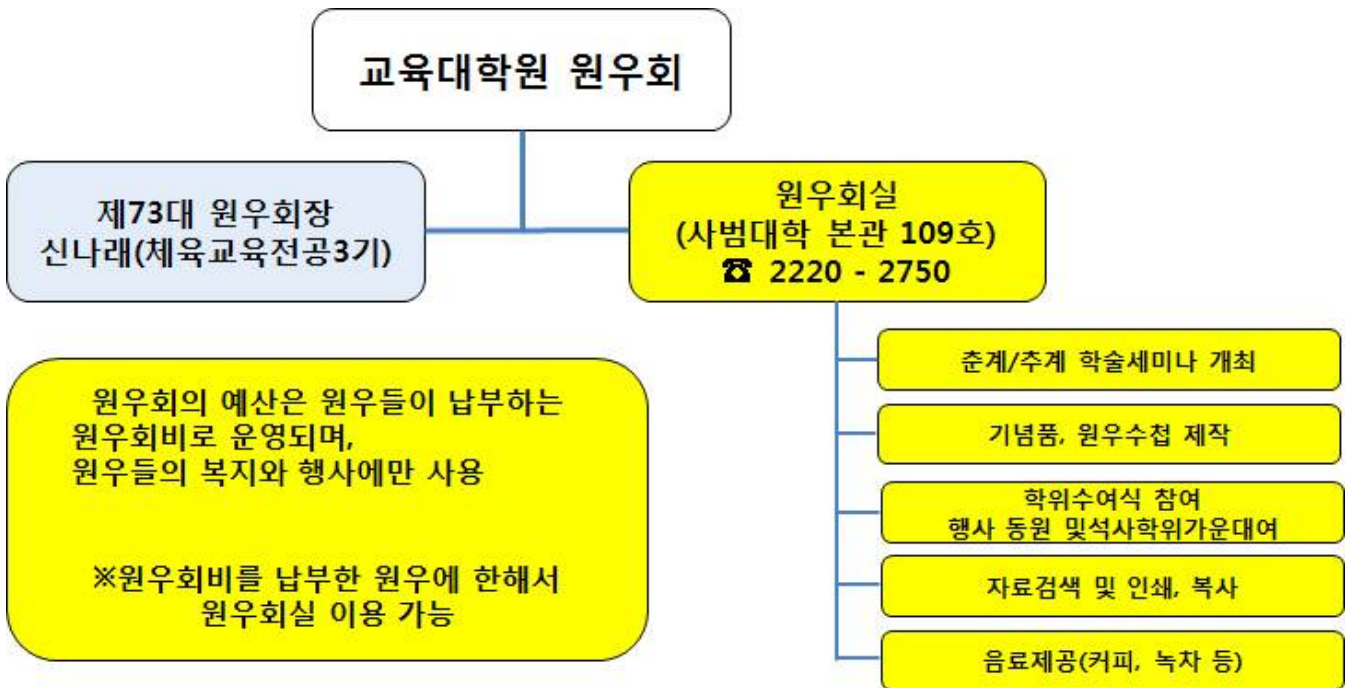 교육대학원 원우회
제73대 원우회장
신나래(체육교육전공3기)
원우회실
(사범대학 본관 109호)
☎ 2220 - 2750
원우회의 예산은 원우들이 납부하는
원우회비로 운영되며,
원우들의 복지와 행사에만 사용
※원우회비를 납부한 원우에 한해서
원우회실 이용 가능
춘계/추계 학술세미나 개최
기념품, 원우수첩 제작
학위수여식 참여
행사 동원 및석사학위가운대여
자료검색 및 인쇄, 복사
음료제공(커피, 녹차 등)